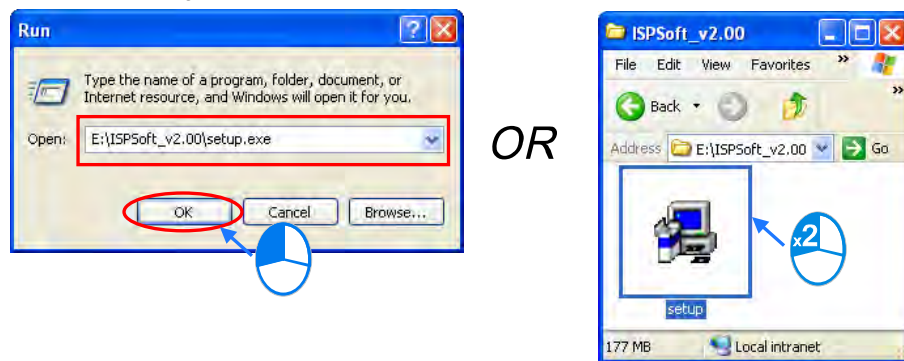 Run
Type the name of a program, folder, document, or
Internet resource, and Windows will open it for you.
Open:
E:\ISPSoft_v2.00\setup.exe
OK
Cancel
Browse...
OR
ISPSoft_v2.00
File Edit View Favorites »
Back
»
Address E:\ISPSoft_v2.00 Go
x2
setup
177 MB Local intranet